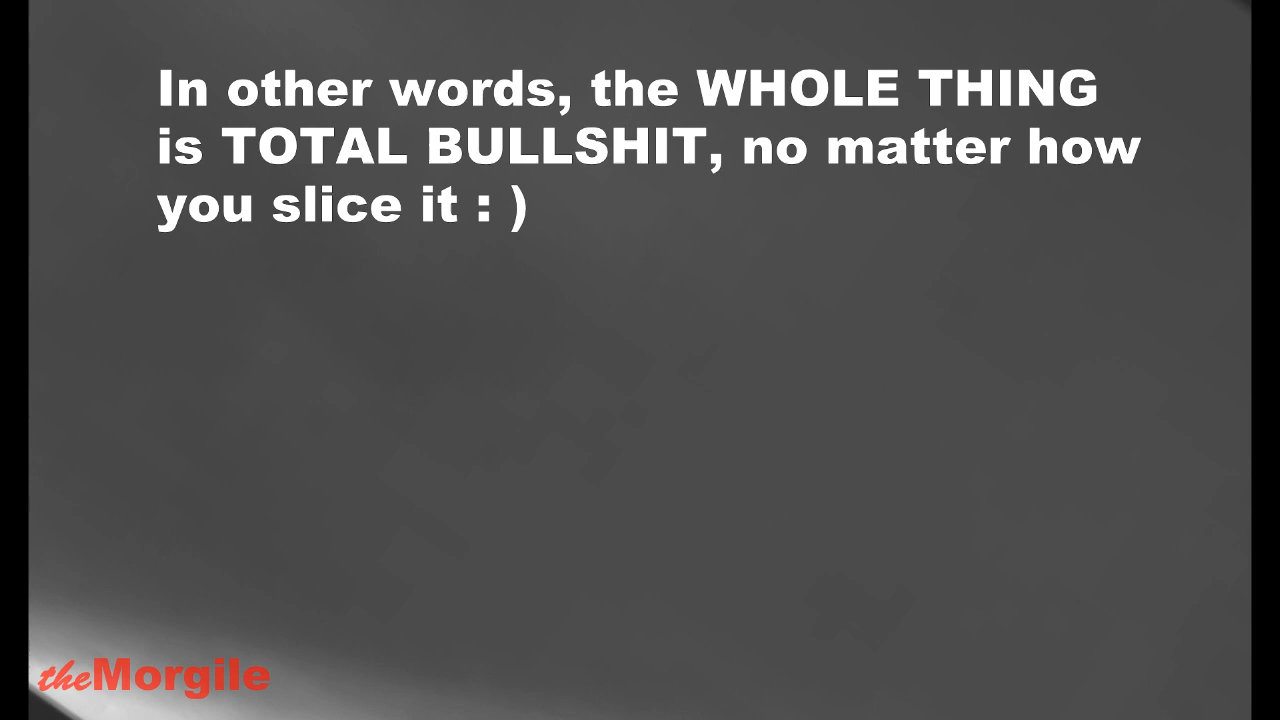 In other words, the WHOLE THING
is TOTAL BULLSHIT, no matter how
you slice it : )
theMorgile